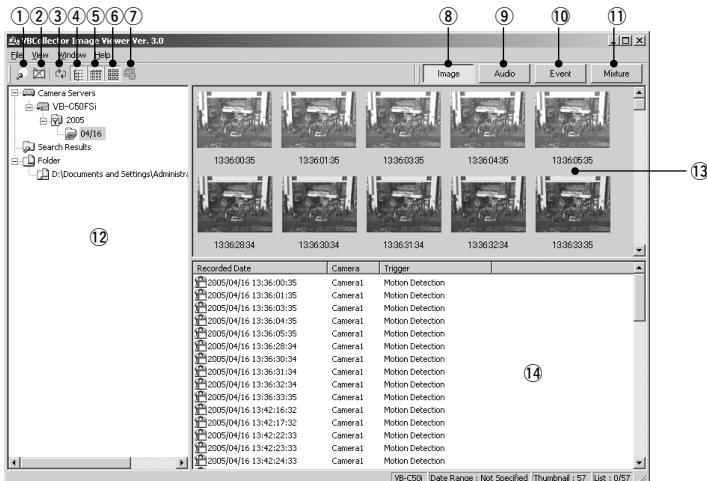 ① ② ③ ④ ⑤ ⑥ ⑦ ⑧ ⑨ ⑩ ⑪
VBCollector Image Viewer Ver. 3.0
File View Window Help
Image Audio Event Mixture
Camera Servers
VB-C50FSi
2005
04/16
Search Results
Folder
D:\Documents and Settings\Administra
⑫
13:36:00:35 13:36:01:35 13:36:03:35 13:36:04:35 13:36:05:35
⑬
13:36:28:34 13:36:30:34 13:36:31:34 13:36:32:34 13:36:33:35
Recorded Date Camera Trigger
2005/04/16 13:36:00:35 Camera1 Motion Detection
2005/04/16 13:36:01:35 Camera1 Motion Detection
2005/04/16 13:36:03:35 Camera1 Motion Detection
2005/04/16 13:36:04:35 Camera1 Motion Detection
2005/04/16 13:36:05:35 Camera1 Motion Detection
2005/04/16 13:36:28:34 Camera1 Motion Detection
2005/04/16 13:36:30:34 Camera1 Motion Detection
2005/04/16 13:36:31:34 Camera1 Motion Detection
2005/04/16 13:36:32:34 Camera1 Motion Detection
2005/04/16 13:36:33:35 Camera1 Motion Detection
2005/04/16 13:42:16:32 Camera1 Motion Detection
2005/04/16 13:42:17:32 Camera1 Motion Detection
2005/04/16 13:42:22:33 Camera1 Motion Detection
2005/04/16 13:42:23:33 Camera1 Motion Detection
2005/04/16 13:42:24:33 Camera1 Motion Detection
⑭
VB-C50i Date Range : Not Specified Thumbnail : 57 List : 0/57